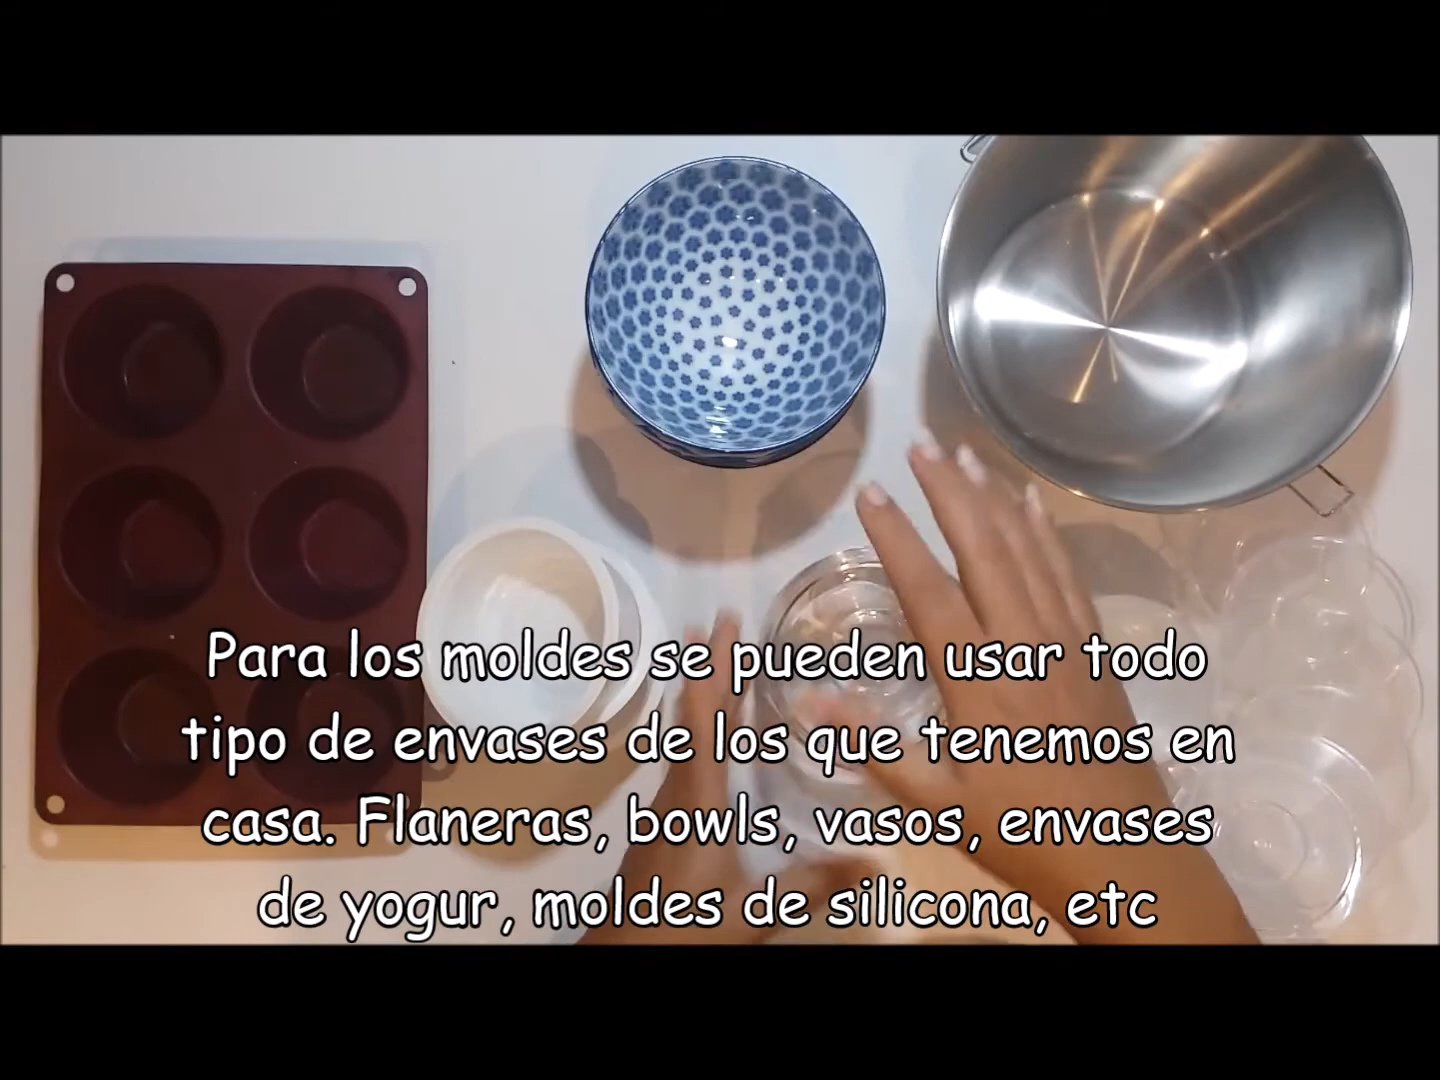 Para los moldes se pueden usar todo
tipo de envases de los que tenemos en
casa. Flaneras, bowls, vasos, envases
de yogur, moldes de silicona, etc